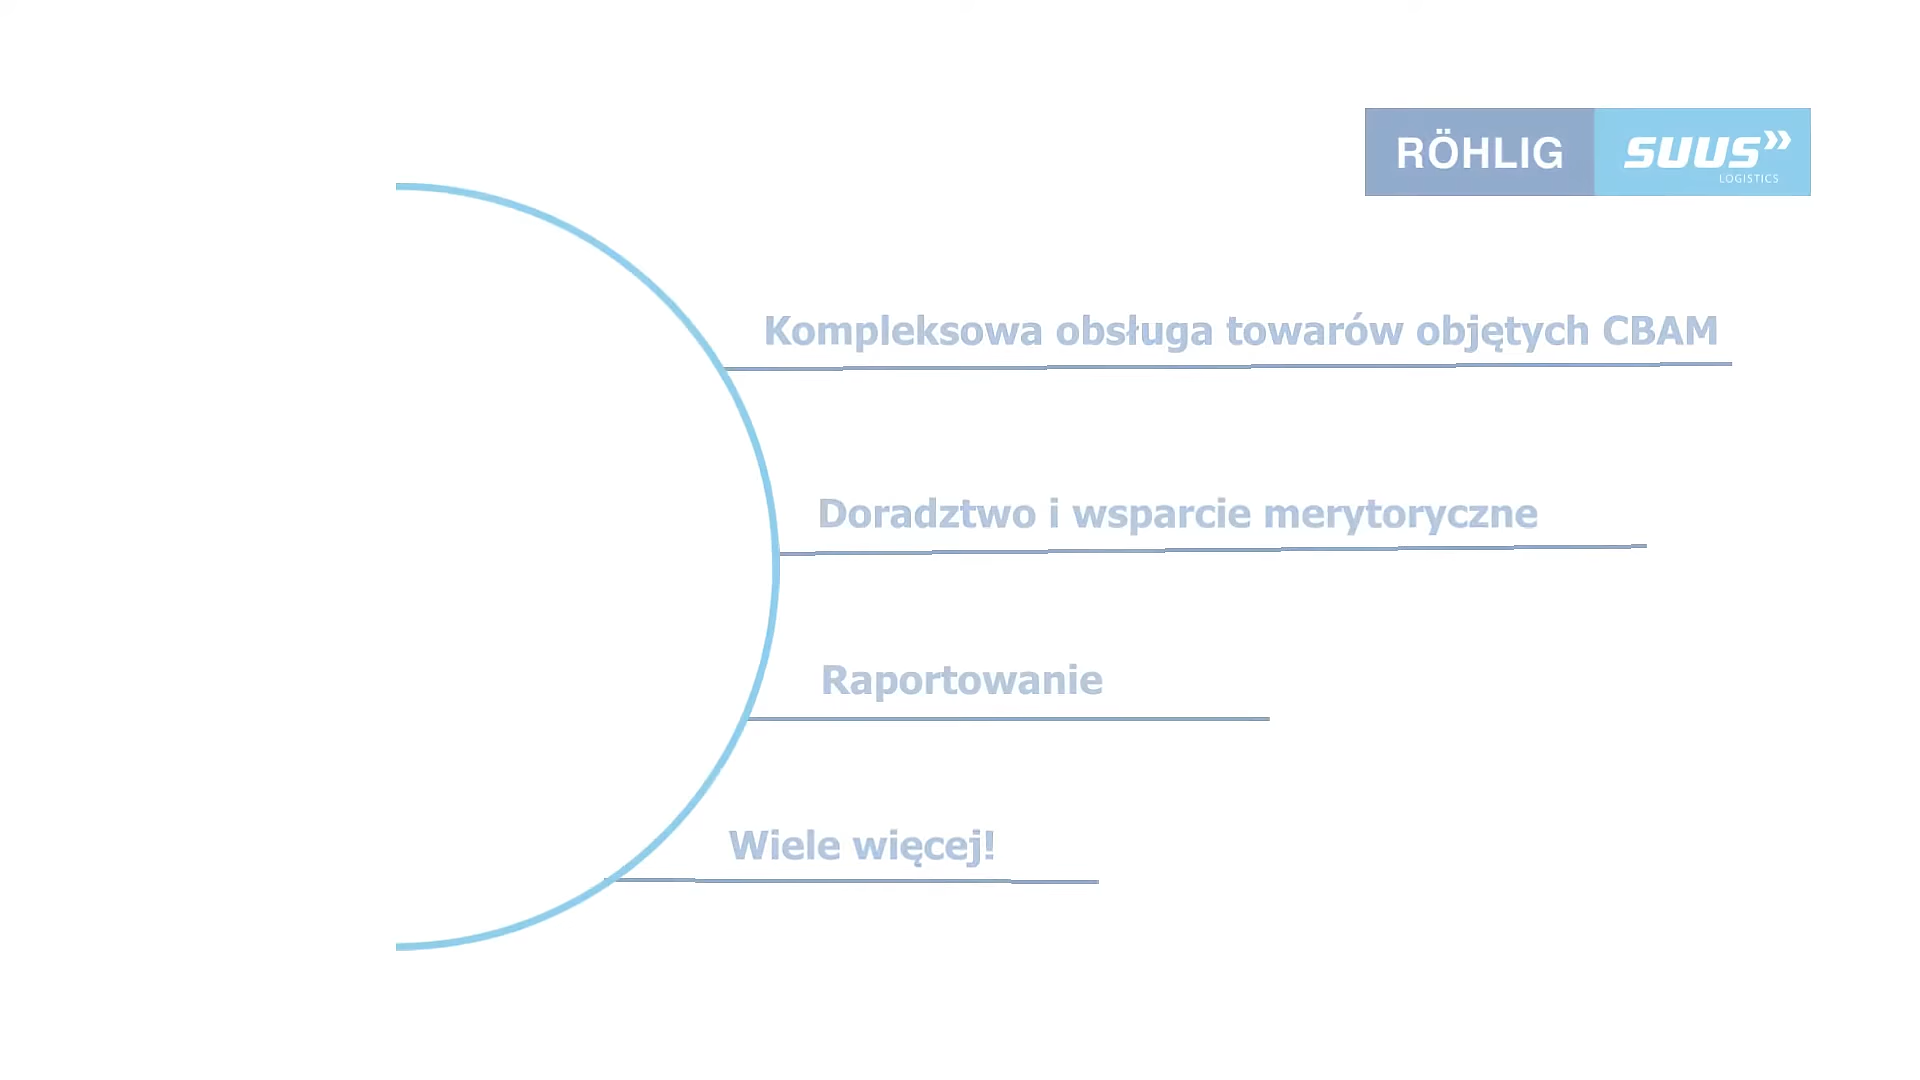 RÖHLIG SUUS
LOGISTICS
Kompleksowa obsługa towarów objętych CBAM
Doradztwo i wsparcie merytoryczne
Raportowanie
Wiele więcej!